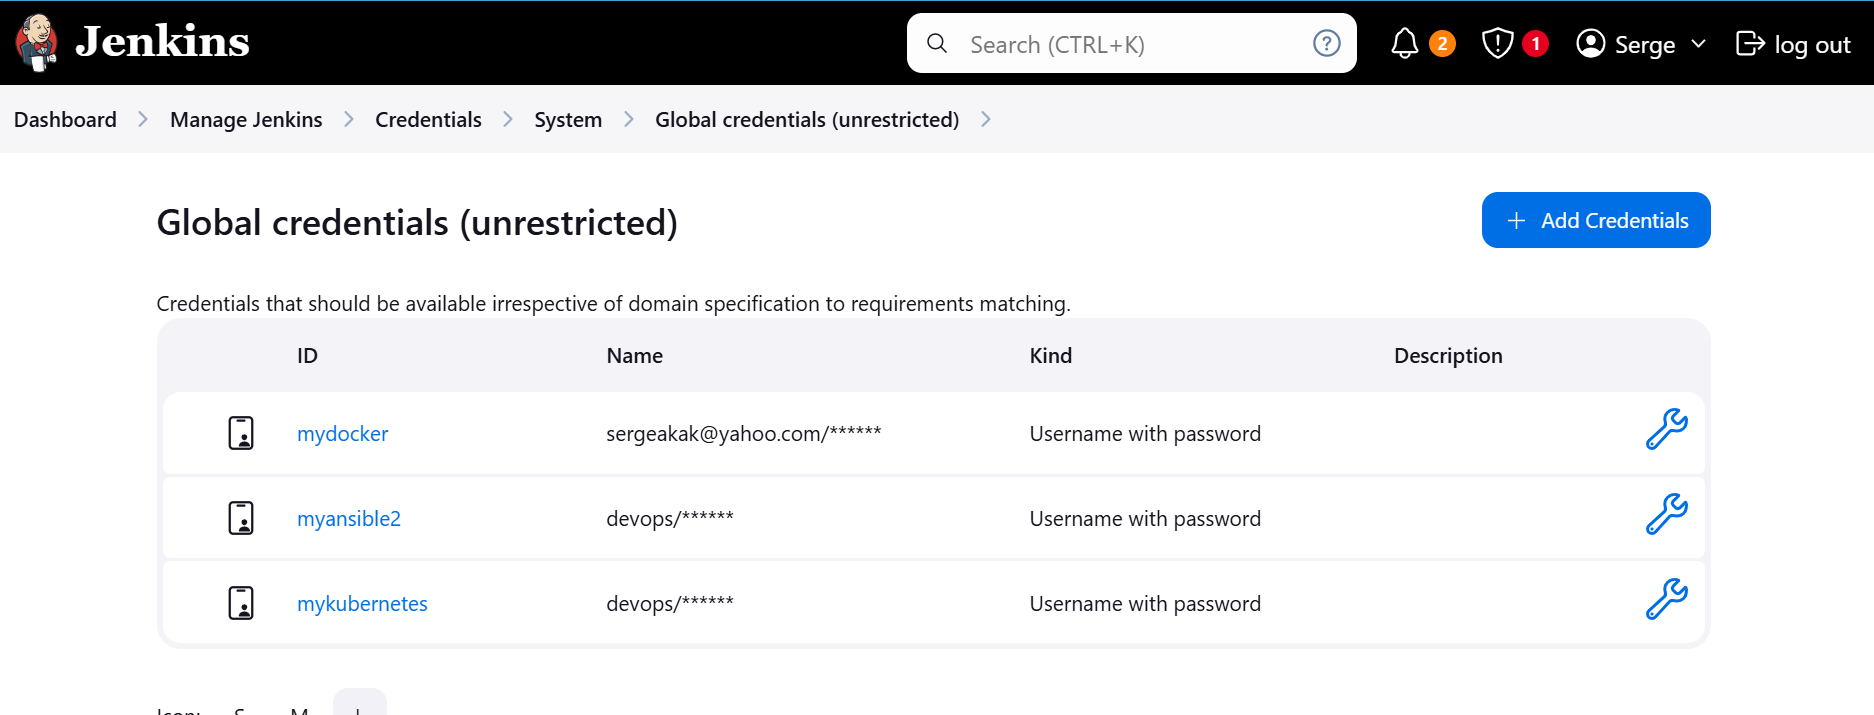 Jenkins
Search (CTRL+K)
2
1
Serge
log out
Dashboard
Manage Jenkins
Credentials
System
Global credentials (unrestricted)
Global credentials (unrestricted)
Add Credentials
Credentials that should be available irrespective of domain specification to requirements matching.
ID Name Kind Description
mydocker sergeakak@yahoo.com/****** Username with password
myansible2 devops/****** Username with password
mykubernetes devops/****** Username with password
Icon: S M L